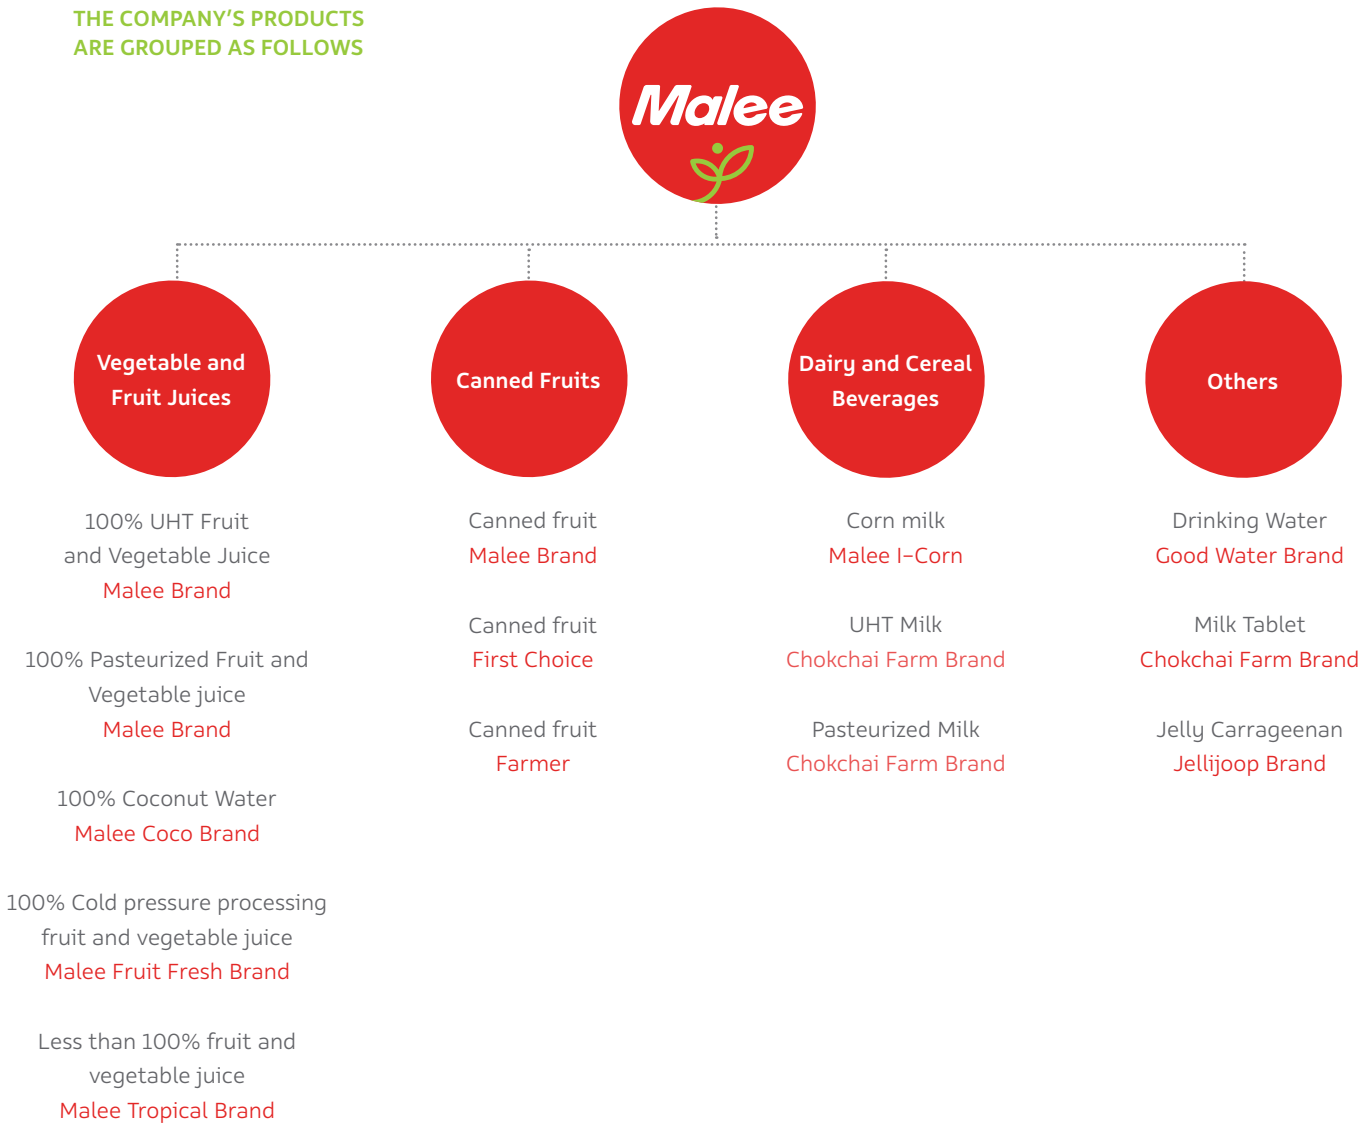 THE COMPANY'S PRODUCTS
ARE GROUPED AS FOLLOWS
Malee
Vegetable and
Fruit Juices
100% UHT Fruit
and Vegetable Juice
Malee Brand
100% Pasteurized Fruit and
Vegetable juice
Malee Brand
100% Coconut Water
Malee Coco Brand
100% Cold pressure processing
fruit and vegetable juice
Malee Fruit Fresh Brand
Less than 100% fruit and
vegetable juice
Malee Tropical Brand
Canned Fruits
Canned fruit
Malee Brand
Canned fruit
First Choice
Canned fruit
Farmer
Dairy and Cereal
Beverages
Corn milk
Malee I-Corn
UHT Milk
Chokchai Farm Brand
Pasteurized Milk
Chokchai Farm Brand
Others
Drinking Water
Good Water Brand
Milk Tablet
Chokchai Farm Brand
Jelly Carrageenan
Jellijoop Brand